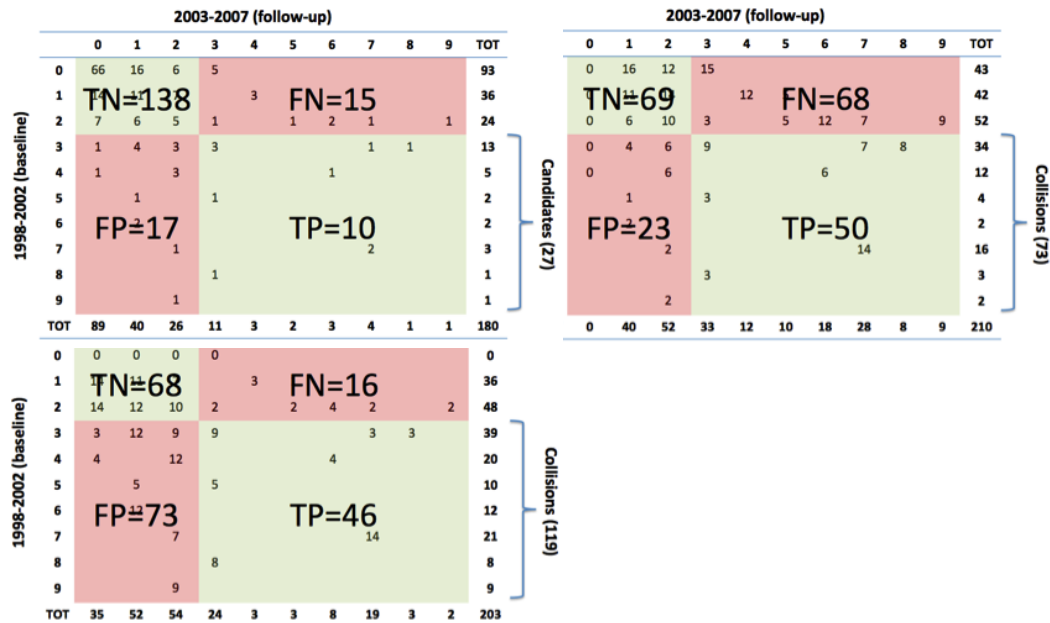 2003-2007 (follow-up)
0 1 2 3 4 5 6 7 8 9 TOT
0 66 16 6 5 93
1 3 36
TN=138 FN=15
2 7 6 5 1 1 2 1 1 24
3 1 4 3 3 1 1 13
4 1 3 1 5
5 1 1 2
6 2
FP=17 TP=10
7 1 2 3
8 1 1
9 1 1
TOT 89 40 26 11 3 2 3 4 1 1 180
1998-2002 (baseline)
Candidates (27)
2003-2007 (follow-up)
0 1 2 3 4 5 6 7 8 9 TOT
0 16 12 15 43
12 42
TN=69 FN=68
0 6 10 3 5 12 7 9 52
0 4 6 9 7 8 34
0 6 6 12
1 3 4
2
FP=23 TP=50
2 14 16
3 3
2 2
0 40 52 33 12 10 18 28 8 9 210
Collisions (73)
0 0 0 0 0 0
1 3 36
TN=68 FN=16
2 14 12 10 2 2 4 2 2 48
3 3 12 9 9 3 3 39
4 4 12 4 20
5 5 5 10
6 12
FP=73 TP=46
7 7 14 21
8 8 8
9 9 9
TOT 35 52 54 24 3 3 8 19 3 2 203
1998-2002 (baseline)
Collisions (119)